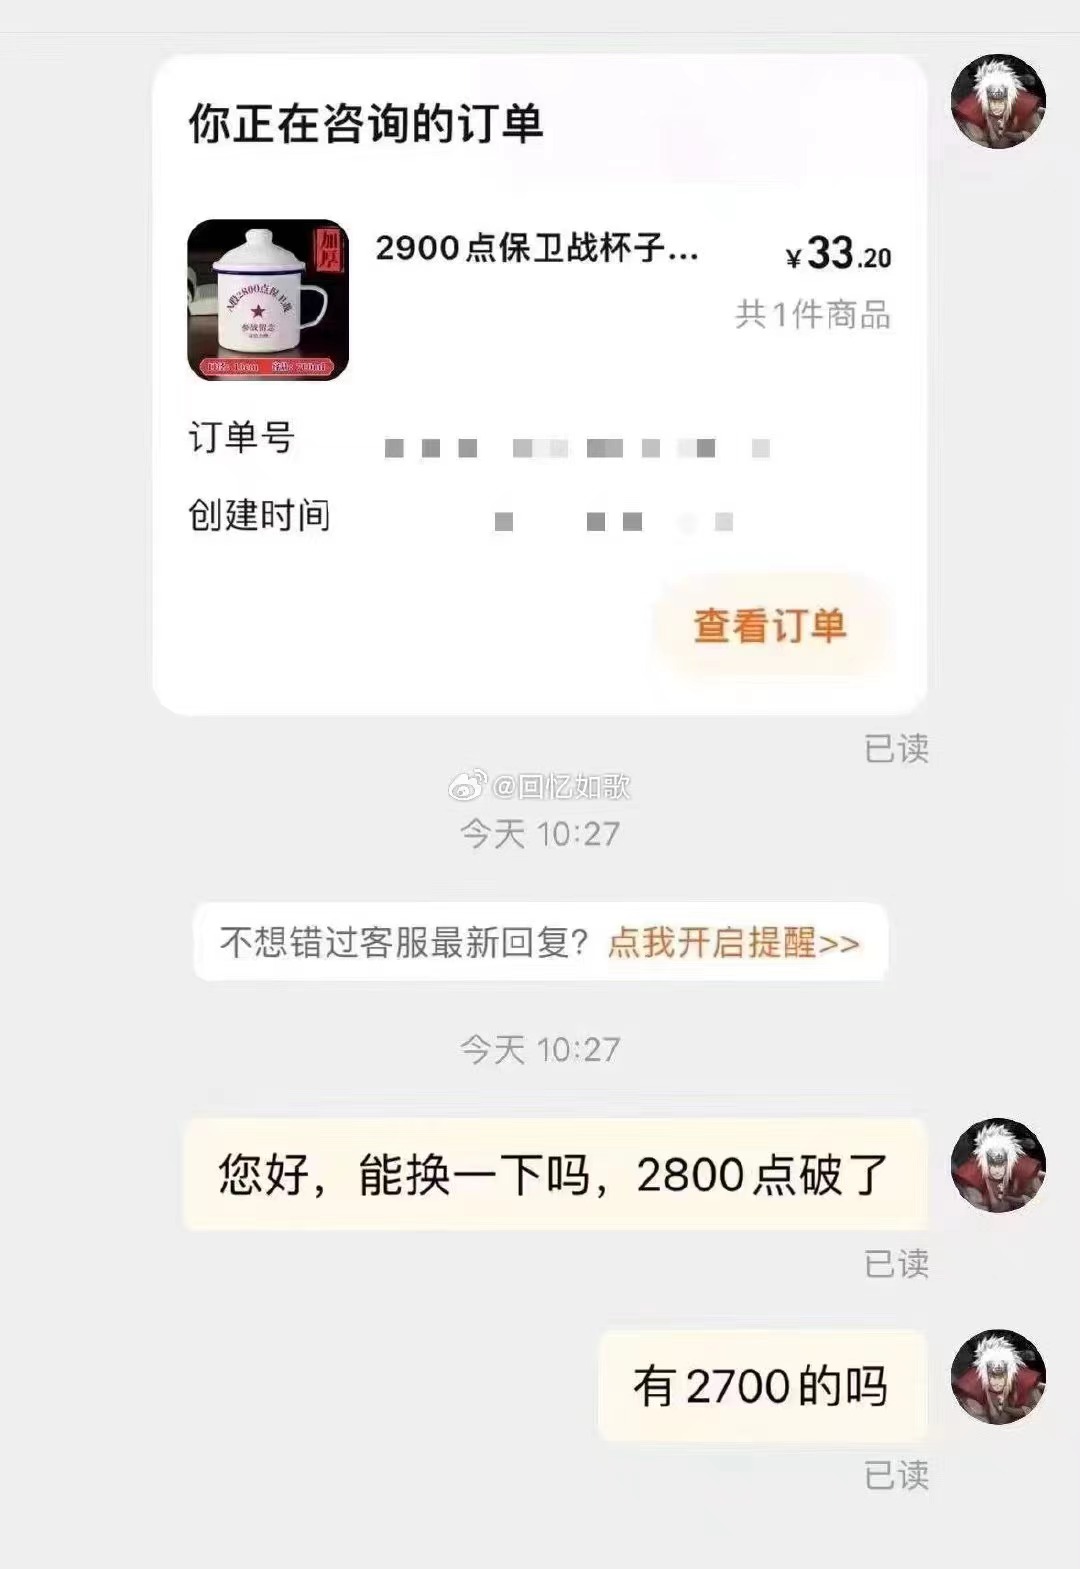 你正在咨询的订单
加厚
2900点保卫战杯子...
¥33.20
共1件商品
A股2800点保卫战
参战留念
订单号
创建时间
查看订单
已读
@回忆如歌
今天 10:27
不想错过客服最新回复？点我开启提醒>>
今天 10:27
您好，能换一下吗，2800点破了
已读
有2700的吗
已读